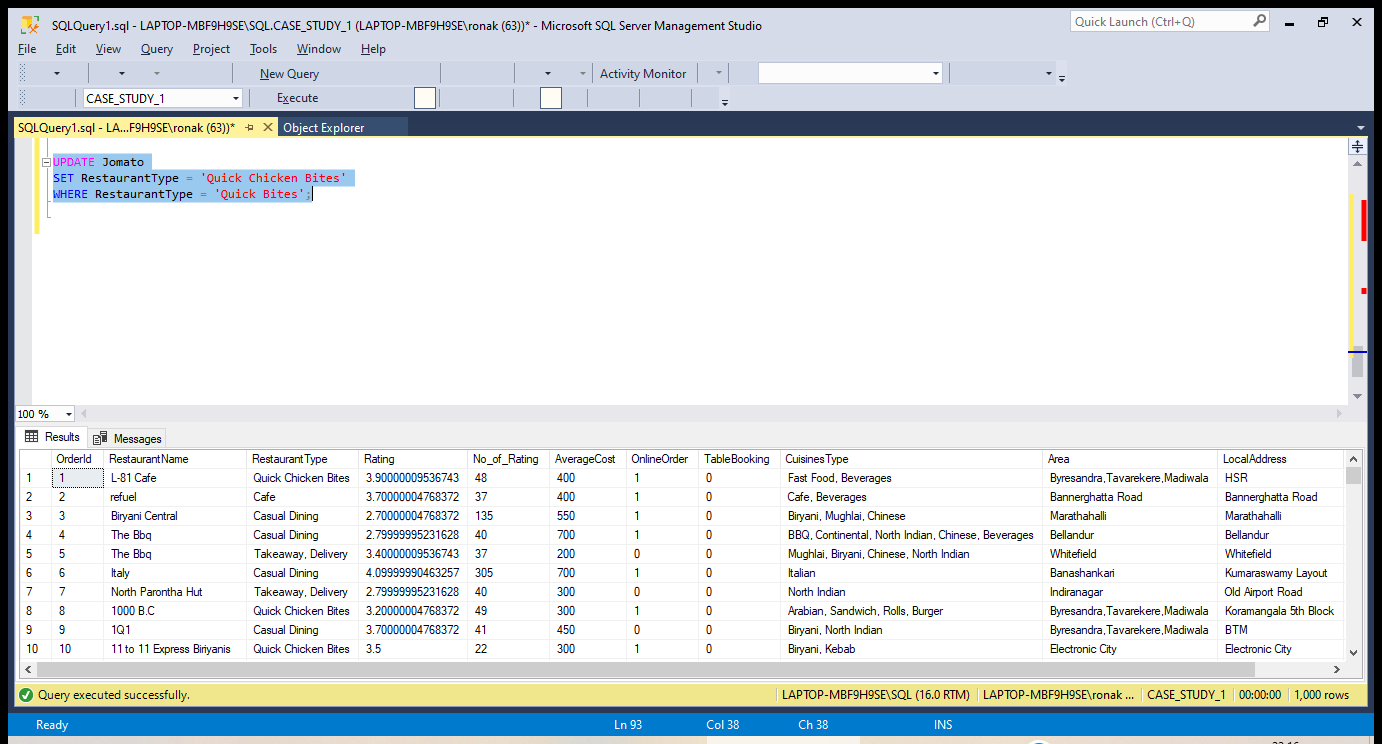 SQLQuery1.sql - LAPTOP-MBF9H9SE\SQL.CASE_STUDY_1 (LAPTOP-MBF9H9SE\ronak (63))* - Microsoft SQL Server Management Studio
Quick Launch (Ctrl+Q)
File Edit View Query Project Tools Window Help
New Query Activity Monitor
CASE_STUDY_1 Execute
SQLQuery1.sql - LA...F9H9SE\ronak (63))* Object Explorer
UPDATE Jomato
SET RestaurantType = 'Quick Chicken Bites'
WHERE RestaurantType = 'Quick Bites';
100 %
Results Messages
OrderId RestaurantName RestaurantType Rating No_of_Rating AverageCost OnlineOrder TableBooking CuisinesType Area LocalAddress
1 1 L-81 Cafe Quick Chicken Bites 3.90000009536743 48 400 1 0 Fast Food, Beverages Byresandra,Tavarekere,Madiwala HSR
2 2 refuel Cafe 3.70000004768372 37 400 1 0 Cafe, Beverages Bannerghatta Road Bannerghatta Road
3 3 Biryani Central Casual Dining 2.70000004768372 135 550 1 0 Biryani, Mughlai, Chinese Marathahalli Marathahalli
4 4 The Bbq Casual Dining 2.79999995231628 40 700 1 0 BBQ, Continental, North Indian, Chinese, Beverages Bellandur Bellandur
5 5 The Bbq Takeaway, Delivery 3.40000009536743 37 200 0 0 Mughlai, Biryani, Chinese, North Indian Whitefield Whitefield
6 6 Italy Casual Dining 4.09999990463257 305 700 1 0 Italian Banashankari Kumaraswamy Layout
7 7 North Parontha Hut Takeaway, Delivery 2.79999995231628 40 300 0 0 North Indian Indiranagar Old Airport Road
8 8 1000 B.C Quick Chicken Bites 3.20000004768372 49 300 1 0 Arabian, Sandwich, Rolls, Burger Byresandra,Tavarekere,Madiwala Koramangala 5th Block
9 9 1Q1 Casual Dining 3.70000004768372 41 450 0 0 Biryani, North Indian Byresandra,Tavarekere,Madiwala BTM
10 10 11 to 11 Express Biriyanis Quick Chicken Bites 3.5 22 300 1 0 Biryani, Kebab Electronic City Electronic City
Query executed successfully. LAPTOP-MBF9H9SE\SQL (16.0 RTM) LAPTOP-MBF9H9SE\ronak ... CASE_STUDY_1 00:00:00 1,000 rows
Ready Ln 93 Col 38 Ch 38 INS